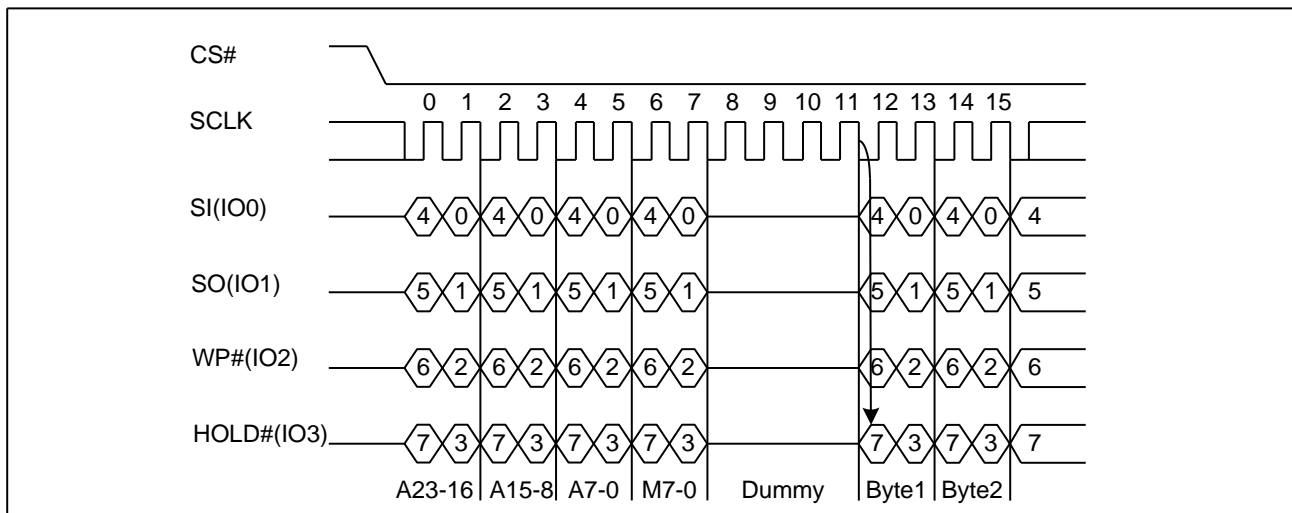 CS#
0 1 2 3 4 5 6 7 8 9 10 11 12 13 14 15
SCLK
SI(IO0) 4 0 4 0 4 0 4 0 4 0 4 0 4
SO(IO1) 5 1 5 1 5 1 5 1 5 1 5 1 5
WP#(IO2) 6 2 6 2 6 2 6 2 6 2 6 2 6
HOLD#(IO3) 7 3 7 3 7 3 7 3 7 3 7 3 7
A23-16 A15-8 A7-0 M7-0 Dummy Byte1 Byte2